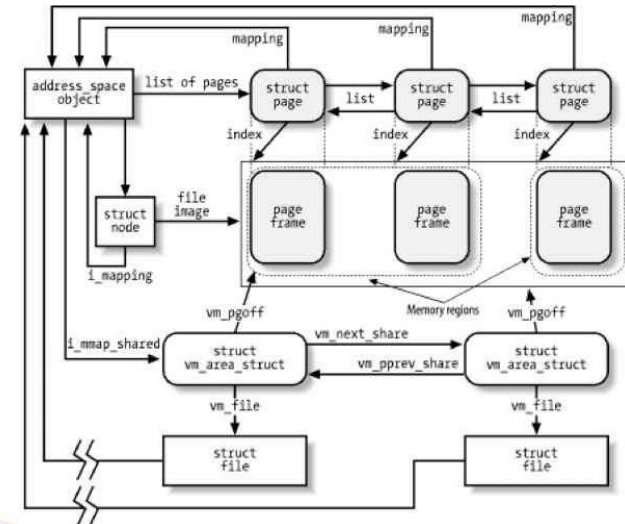 mapping
mapping
mapping
address_space
object
list of pages
struct
page
list
struct
page
list
struct
page
index
index
index
struct
node
file
image
page
frame
page
frame
page
frame
i_mapping
Memory regions
vm_pgoff
vm_pgoff
i_mmap_shared
struct
vm_area_struct
vm_next_share
vm_pprev_share
struct
vm_area_struct
vm_file
vm_file
struct
file
struct
file